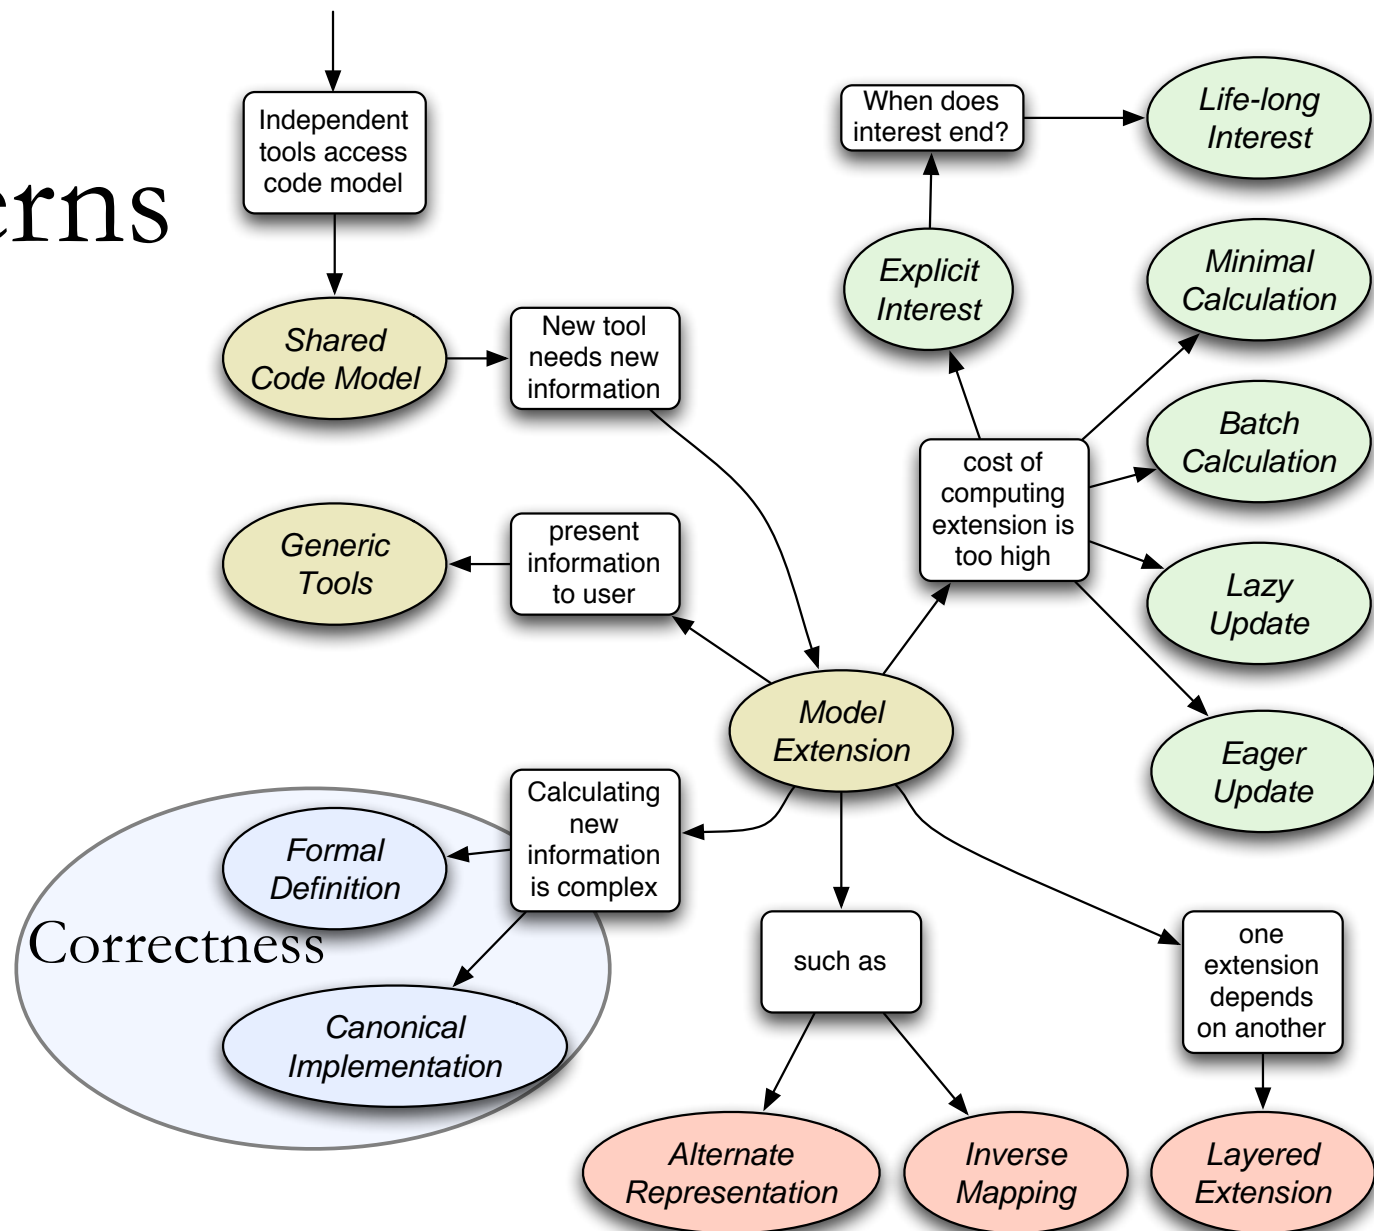 erns
Independent
tools access
code model
Shared
Code Model
New tool
needs new
information
Generic
Tools
present
information
to user
When does
interest end?
Life-long
Interest
Explicit
Interest
Minimal
Calculation
cost of
computing
extension is
too high
Batch
Calculation
Lazy
Update
Eager
Update
Model
Extension
Calculating
new
information
is complex
Formal
Definition
Correctness
Canonical
Implementation
such as
one
extension
depends
on another
Alternate
Representation
Inverse
Mapping
Layered
Extension